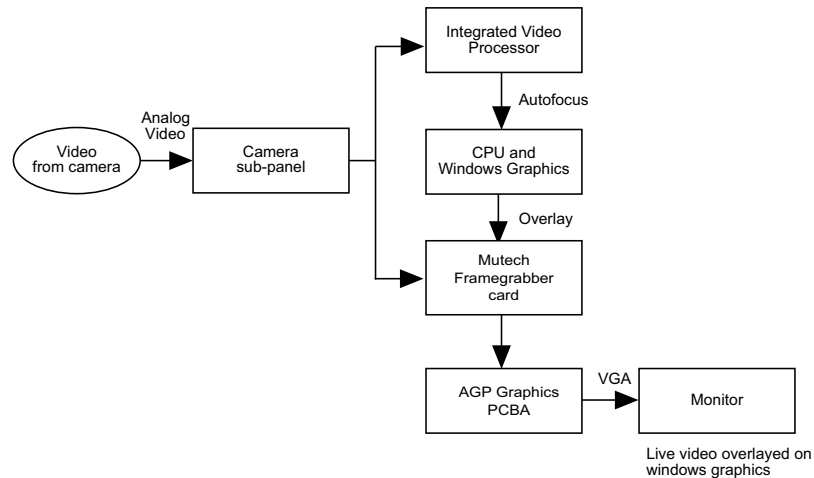 Integrated Video
Processor
Autofocus
Analog
Video
Video
from camera
Camera
sub-panel
CPU and
Windows Graphics
Overlay
Mutech
Framegrabber
card
AGP Graphics
PCBA
VGA
Monitor
Live video overlayed on
windows graphics